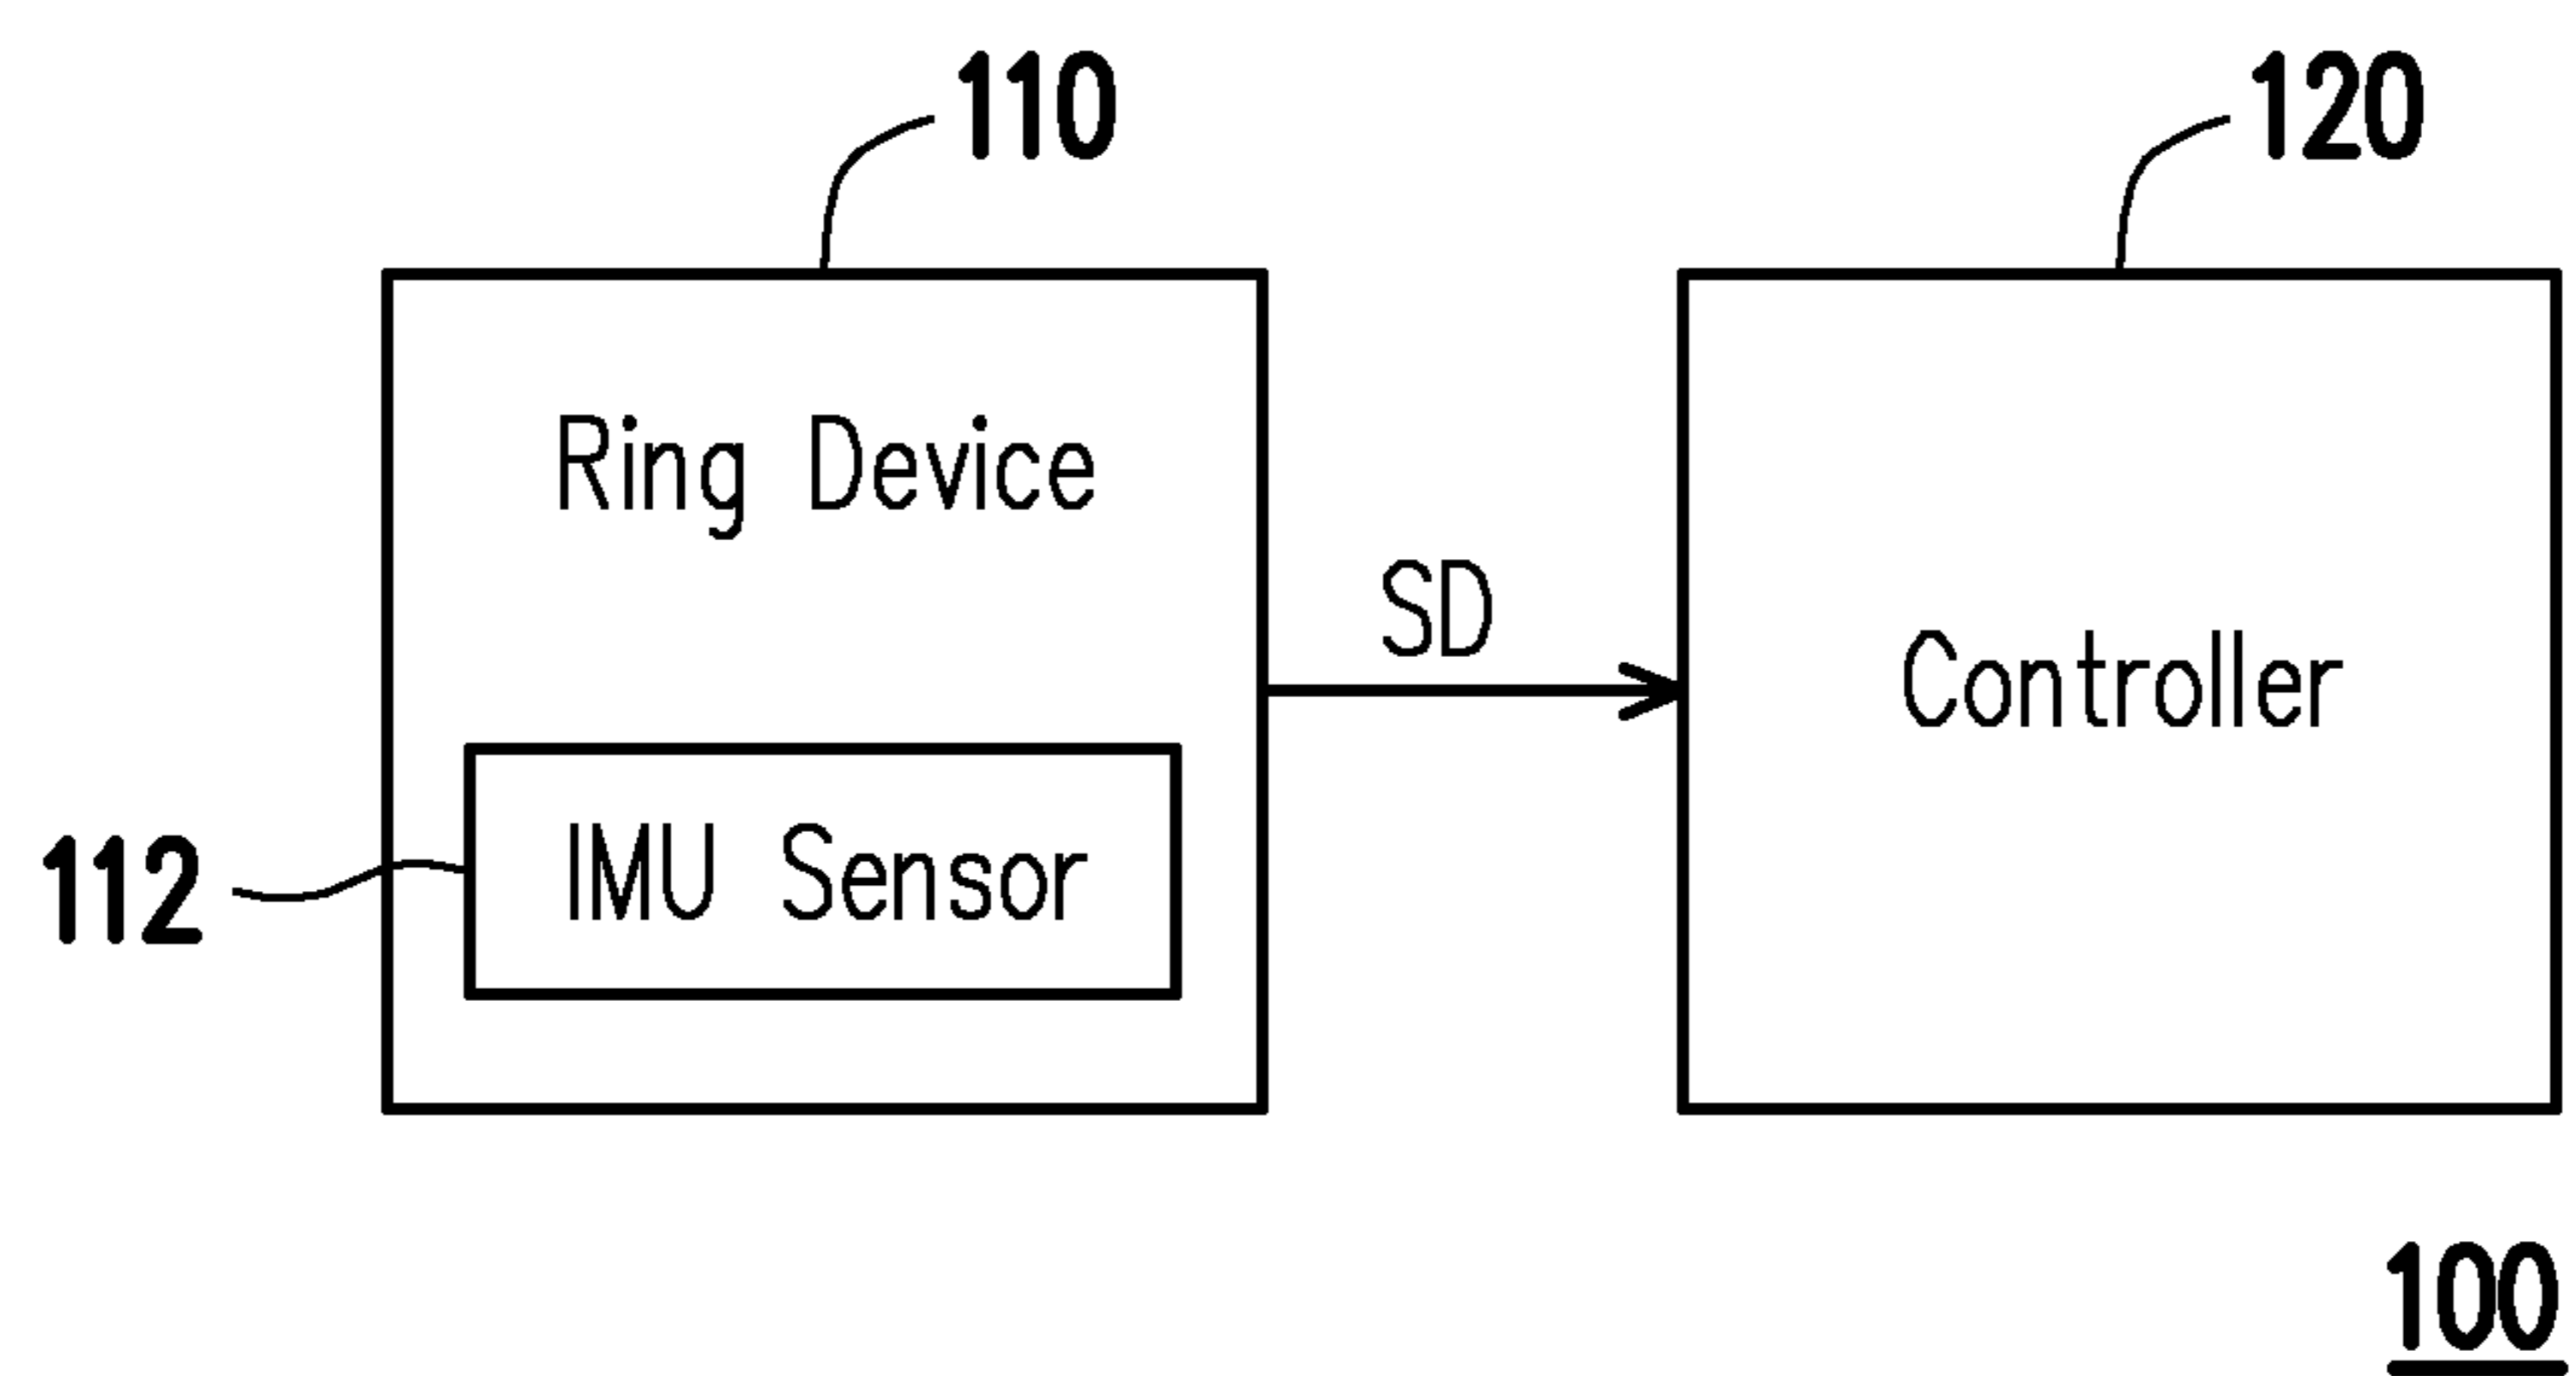 110
120
Ring Device
SD
Controller
IMU Sensor
112
100